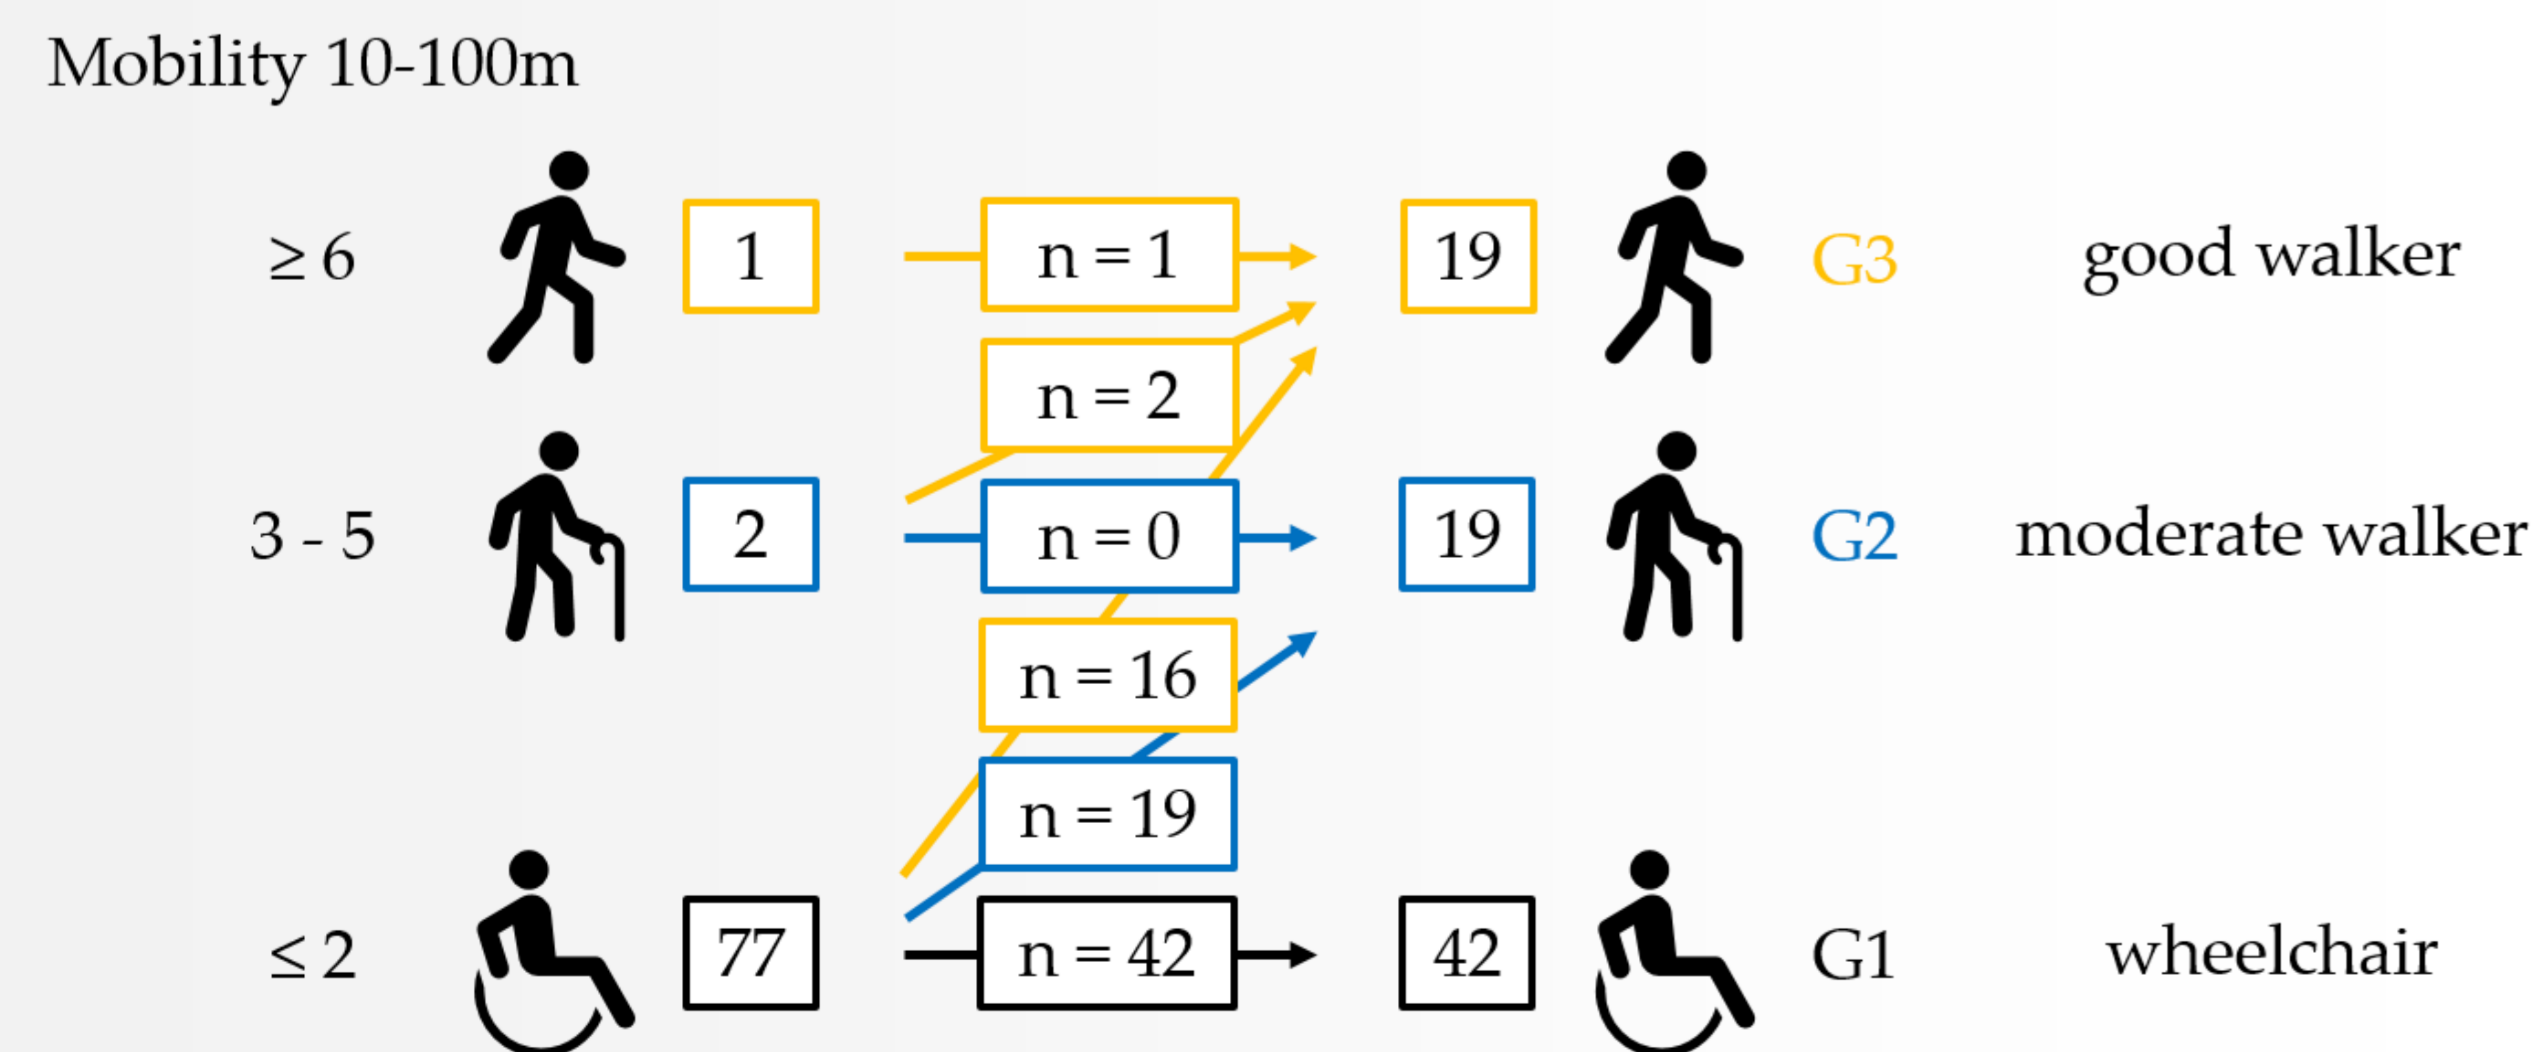 Mobility 10-100m
≥ 6 1 n = 1 19 G3 good walker
n = 2
3 - 5 2 n = 0 19 G2 moderate walker
n = 16
n = 19
≤ 2 77 n = 42 42 G1 wheelchair